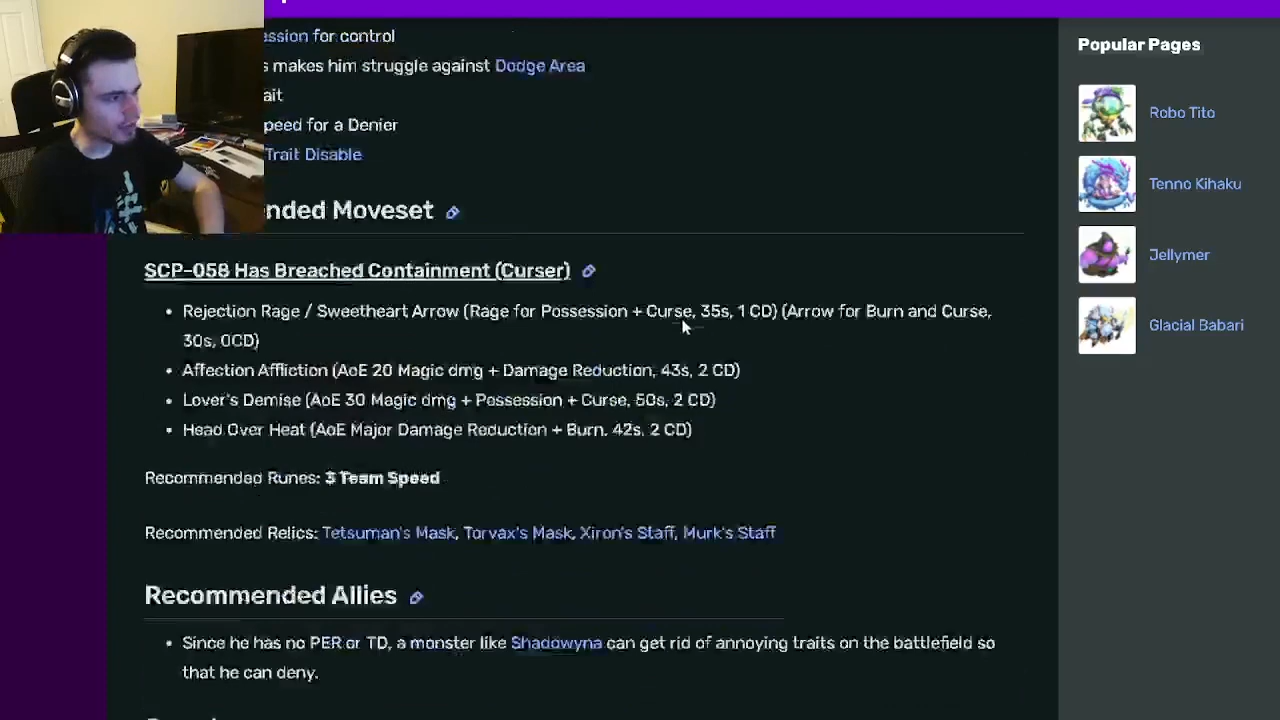 ession for control
s makes him struggle against Dodge Area
ait
peed for a Denier
Trait Disable
nded Moveset
SCP-058 Has Breached Containment (Curser)
Rejection Rage / Sweetheart Arrow (Rage for Possession + Curse, 35s, 1 CD) (Arrow for Burn and Curse,
30s, 0CD)
Affection Affliction (AoE 20 Magic dmg + Damage Reduction, 43s, 2 CD)
Lover's Demise (AoE 30 Magic dmg + Possession + Curse, 50s, 2 CD)
Head Over Heat (AoE Major Damage Reduction + Burn, 42s, 2 CD)
Recommended Runes: 3 Team Speed
Recommended Relics: Tetsuman's Mask, Torvax's Mask, Xiron's Staff, Murk's Staff
Recommended Allies
Since he has no PER or TD, a monster like Shadowyna can get rid of annoying traits on the battlefield so
that he can deny.
Popular Pages
Robo Tito
Tenno Kihaku
Jellymer
Glacial Babari